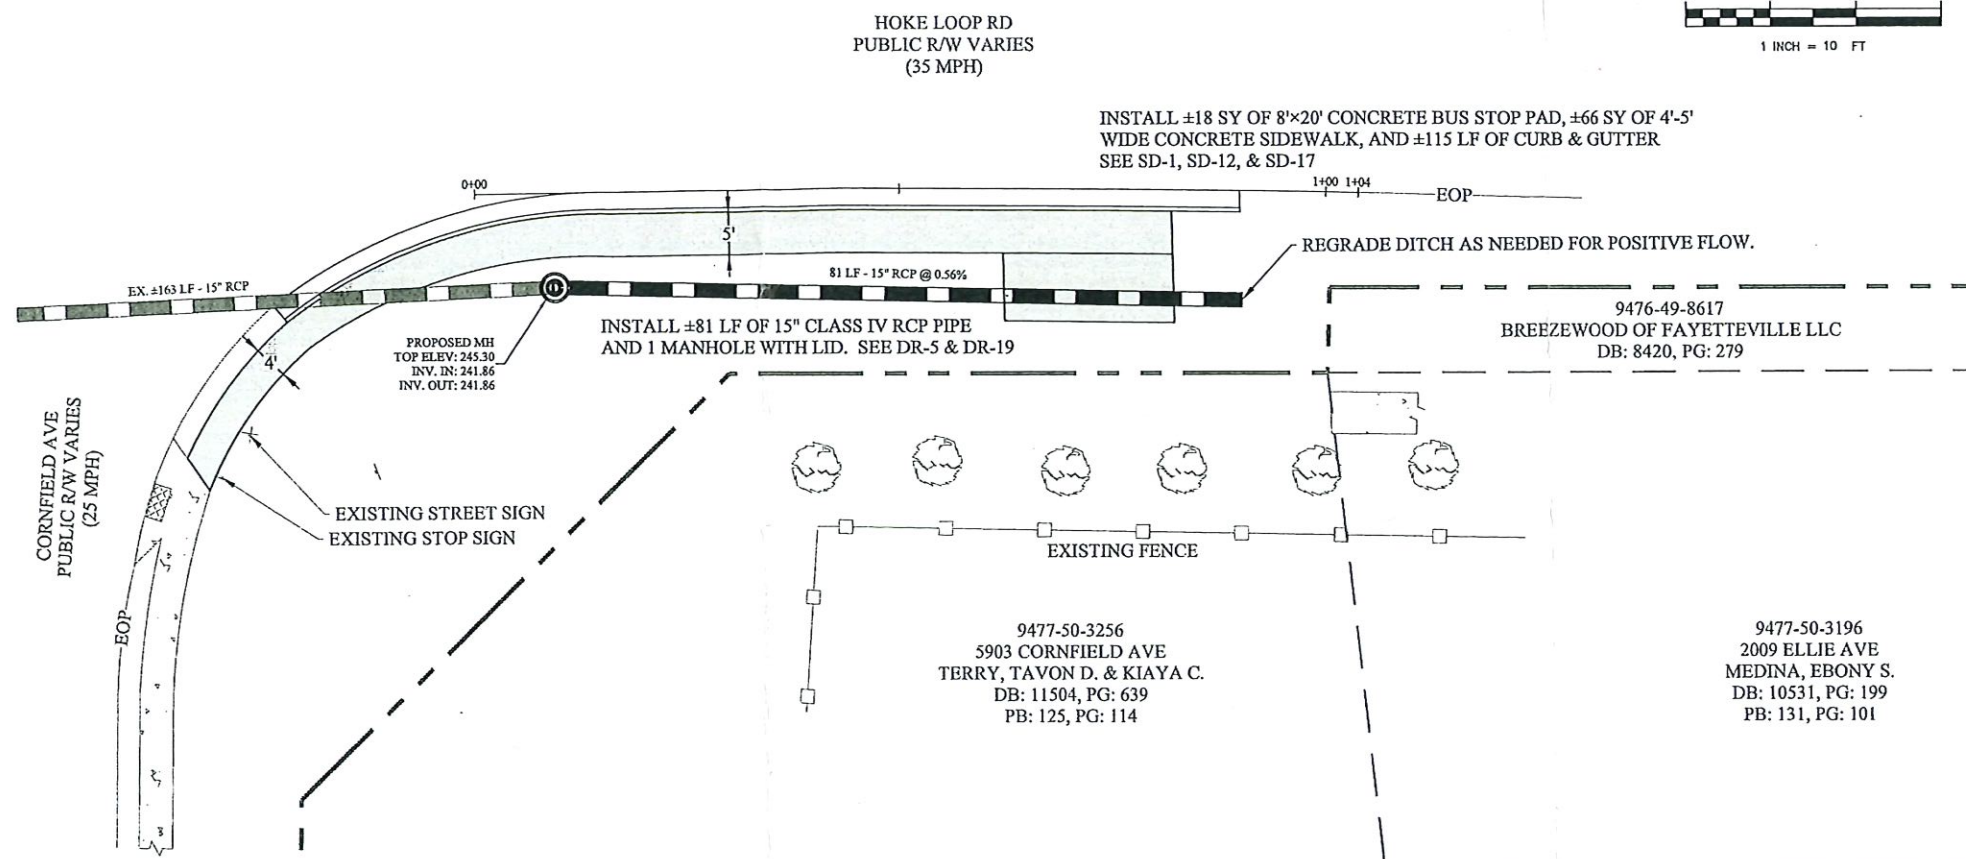 HOKE LOOP RD
PUBLIC R/W VARIES
(35 MPH)
1 INCH = 10 FT
INSTALL ±18 SY OF 8'×20' CONCRETE BUS STOP PAD, ±66 SY OF 4'-5'
WIDE CONCRETE SIDEWALK, AND ±115 LF OF CURB & GUTTER
SEE SD-1, SD-12, & SD-17
0+00
1+00 1+04
EOP
5'
REGRADE DITCH AS NEEDED FOR POSITIVE FLOW.
EX. ±163 LF - 15" RCP
81 LF - 15" RCP @ 0.56%
INSTALL ±81 LF OF 15" CLASS IV RCP PIPE
AND 1 MANHOLE WITH LID. SEE DR-5 & DR-19
PROPOSED MH
TOP ELEV: 245.30
INV. IN: 241.86
INV. OUT: 241.86
4'
9476-49-8617
BREEZEWOOD OF FAYETTEVILLE LLC
DB: 8420, PG: 279
CORNFIELD AVE
PUBLIC R/W VARIES
(25 MPH)
EXISTING STREET SIGN
EXISTING STOP SIGN
EXISTING FENCE
EOP
9477-50-3256
5903 CORNFIELD AVE
TERRY, TAVON D. & KIAYA C.
DB: 11504, PG: 639
PB: 125, PG: 114
9477-50-3196
2009 ELLIE AVE
MEDINA, EBONY S.
DB: 10531, PG: 199
PB: 131, PG: 101